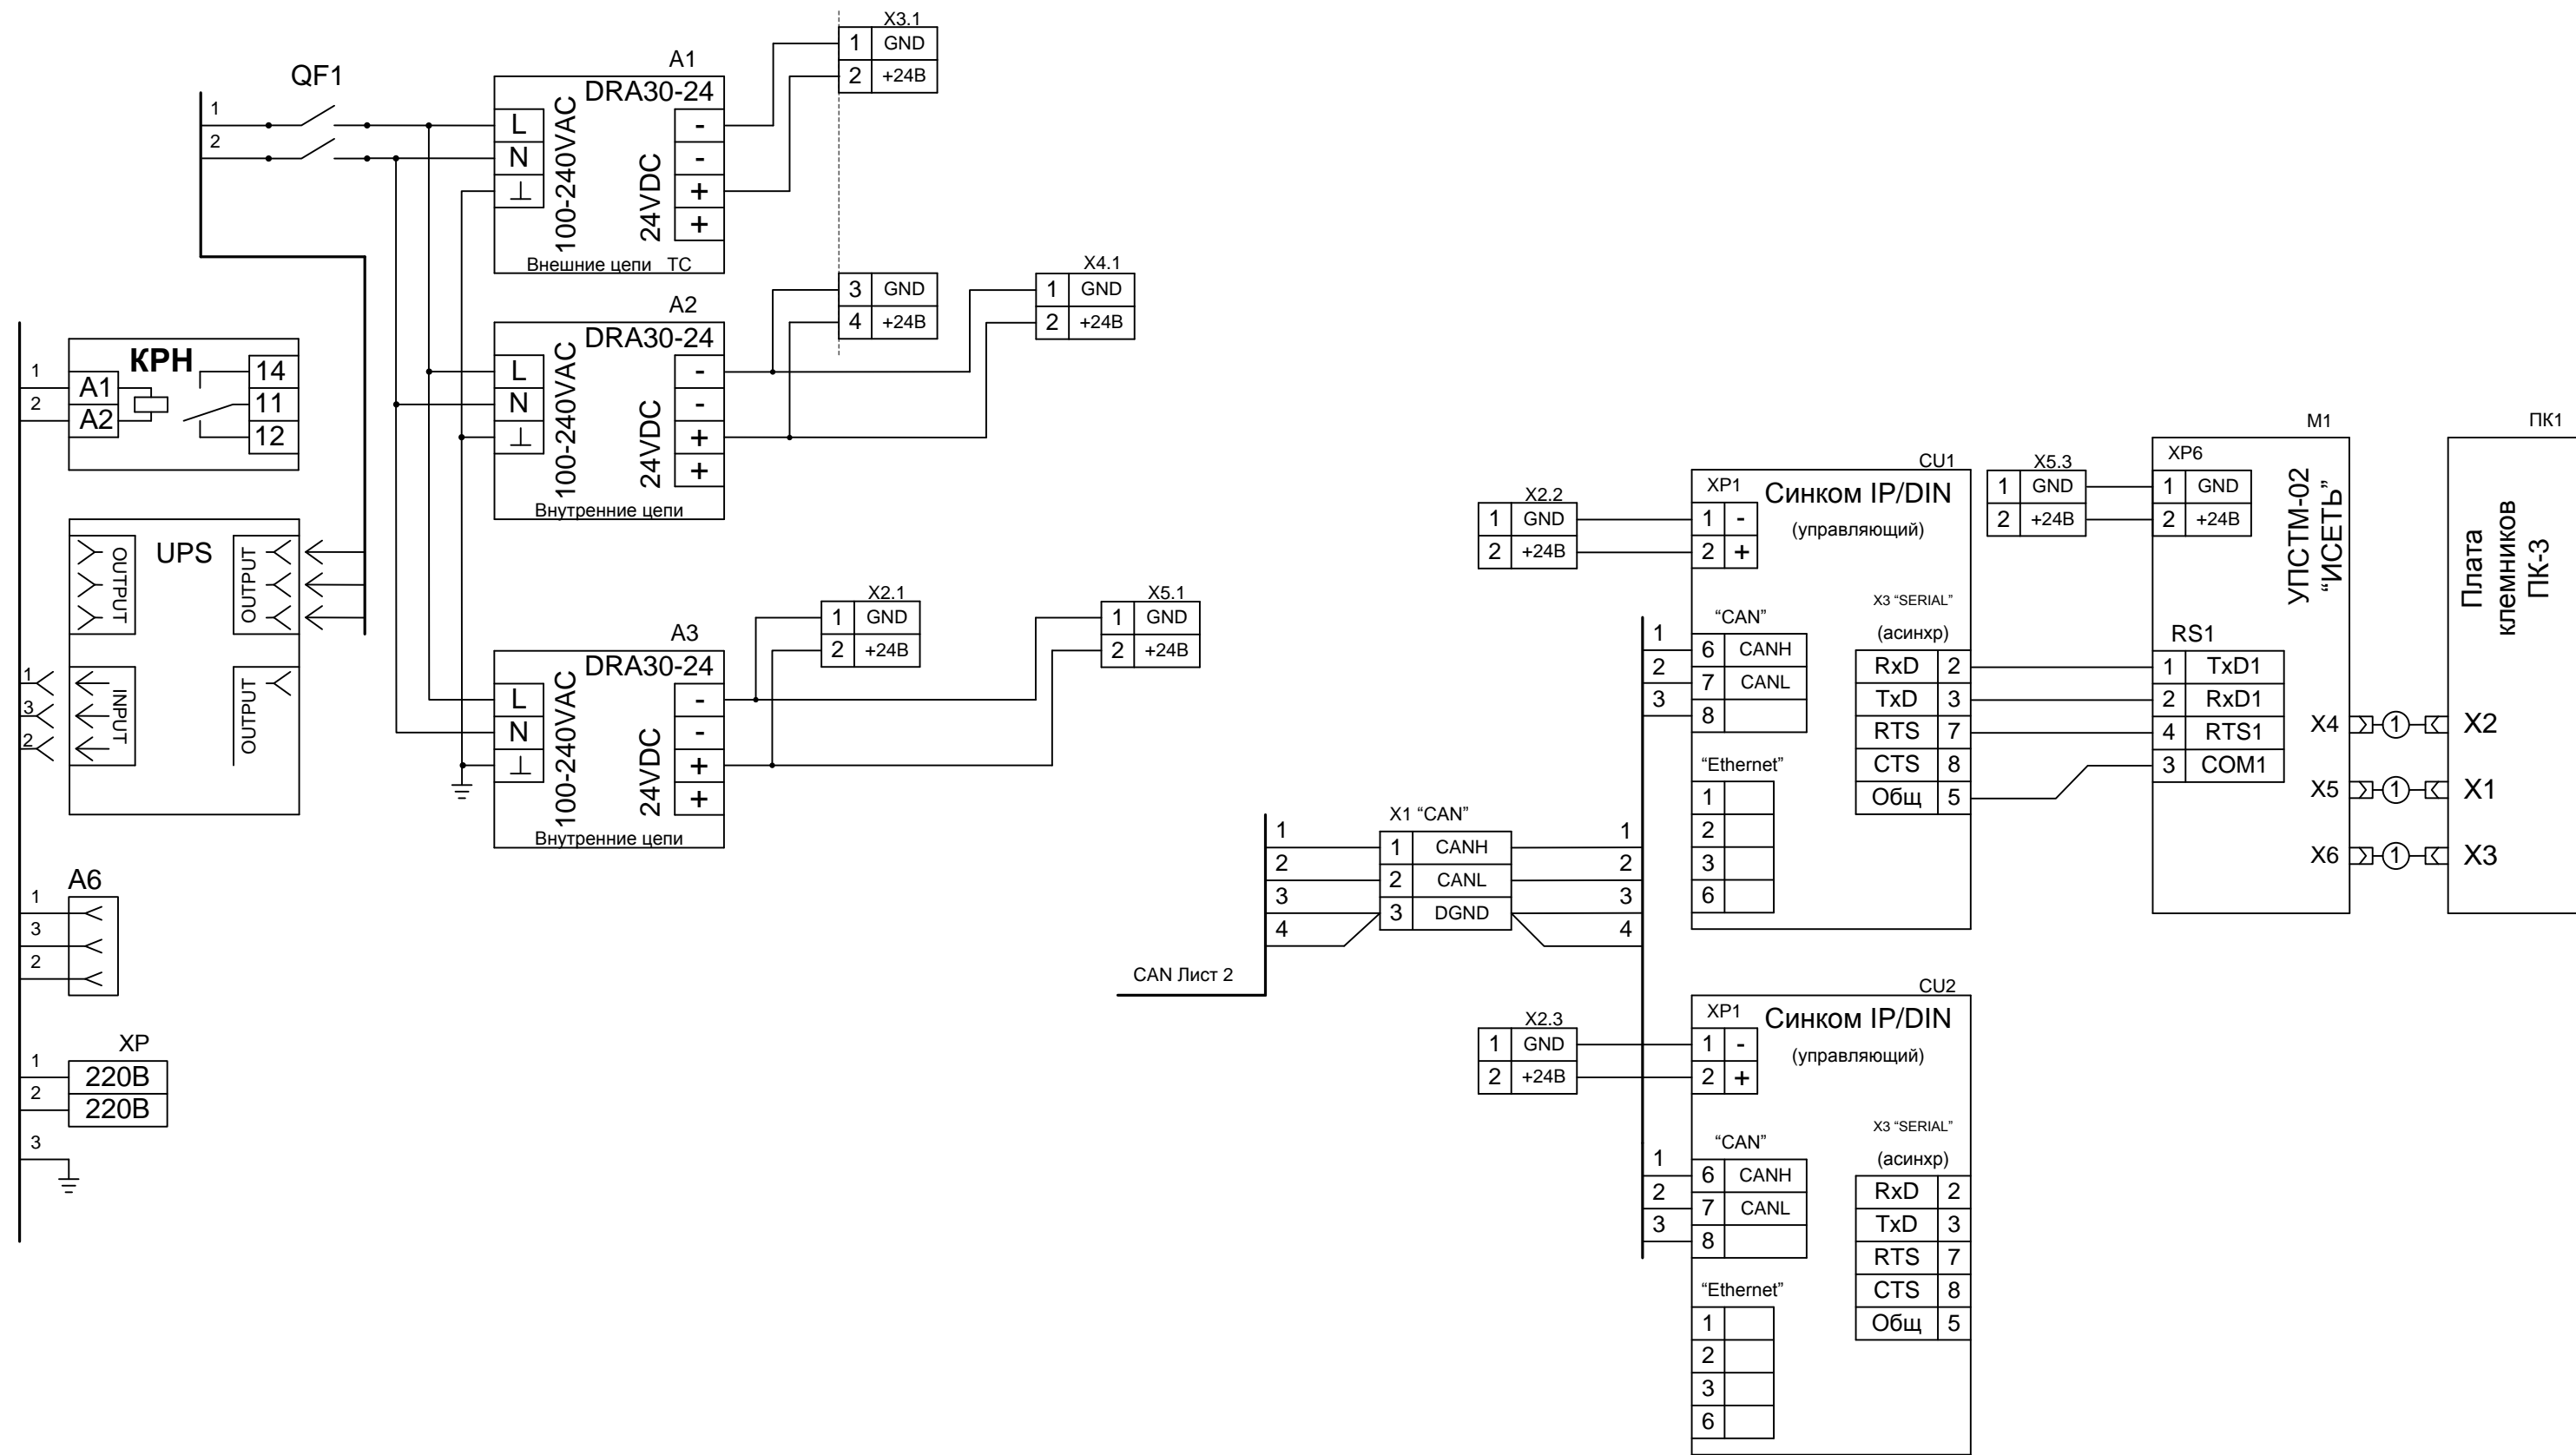 QF1
1
2
A1
DRA30-24
L
N
⊥
100-240VAC
24VDC
-
-
+
+
Внешние цепи ТС
X3.1
1 GND
2 +24В
3 GND
4 +24В
X4.1
1 GND
2 +24В
A2
DRA30-24
L
N
⊥
100-240VAC
24VDC
-
-
+
+
Внутренние цепи
A3
DRA30-24
L
N
⊥
100-240VAC
24VDC
-
-
+
+
Внутренние цепи
X2.1
1 GND
2 +24В
X5.1
1 GND
2 +24В
1
2
КРН
A1
A2
14
11
12
UPS
OUTPUT
OUTPUT
1
3
2
INPUT
OUTPUT
A6
1
3
2
XP
1
2
220В
220В
3
CAN Лист 2
1
2
3
4
X1 “CAN”
1 CANH
2 CANL
3 DGND
1
2
3
4
X2.2
1 GND
2 +24В
CU1
XP1
1 -
2 +
Синком IP/DIN
(управляющий)
“CAN”
1
2
3
6 CANH
7 CANL
8
“Ethernet”
1
2
3
6
X3 “SERIAL”
(асинхр)
RxD 2
TxD 3
RTS 7
CTS 8
Общ 5
X2.3
1 GND
2 +24В
CU2
XP1
1 -
2 +
Синком IP/DIN
(управляющий)
“CAN”
1
2
3
6 CANH
7 CANL
8
“Ethernet”
1
2
3
6
X3 “SERIAL”
(асинхр)
RxD 2
TxD 3
RTS 7
CTS 8
Общ 5
X5.3
1 GND
2 +24В
M1
XP6
1 GND
2 +24В
УПСТМ-02
“ИСЕТЬ”
RS1
1 TxD1
2 RxD1
4 RTS1
3 COM1
X4 1 X2
X5 1 X1
X6 1 X3
ПК1
Плата
клемников
ПК-3